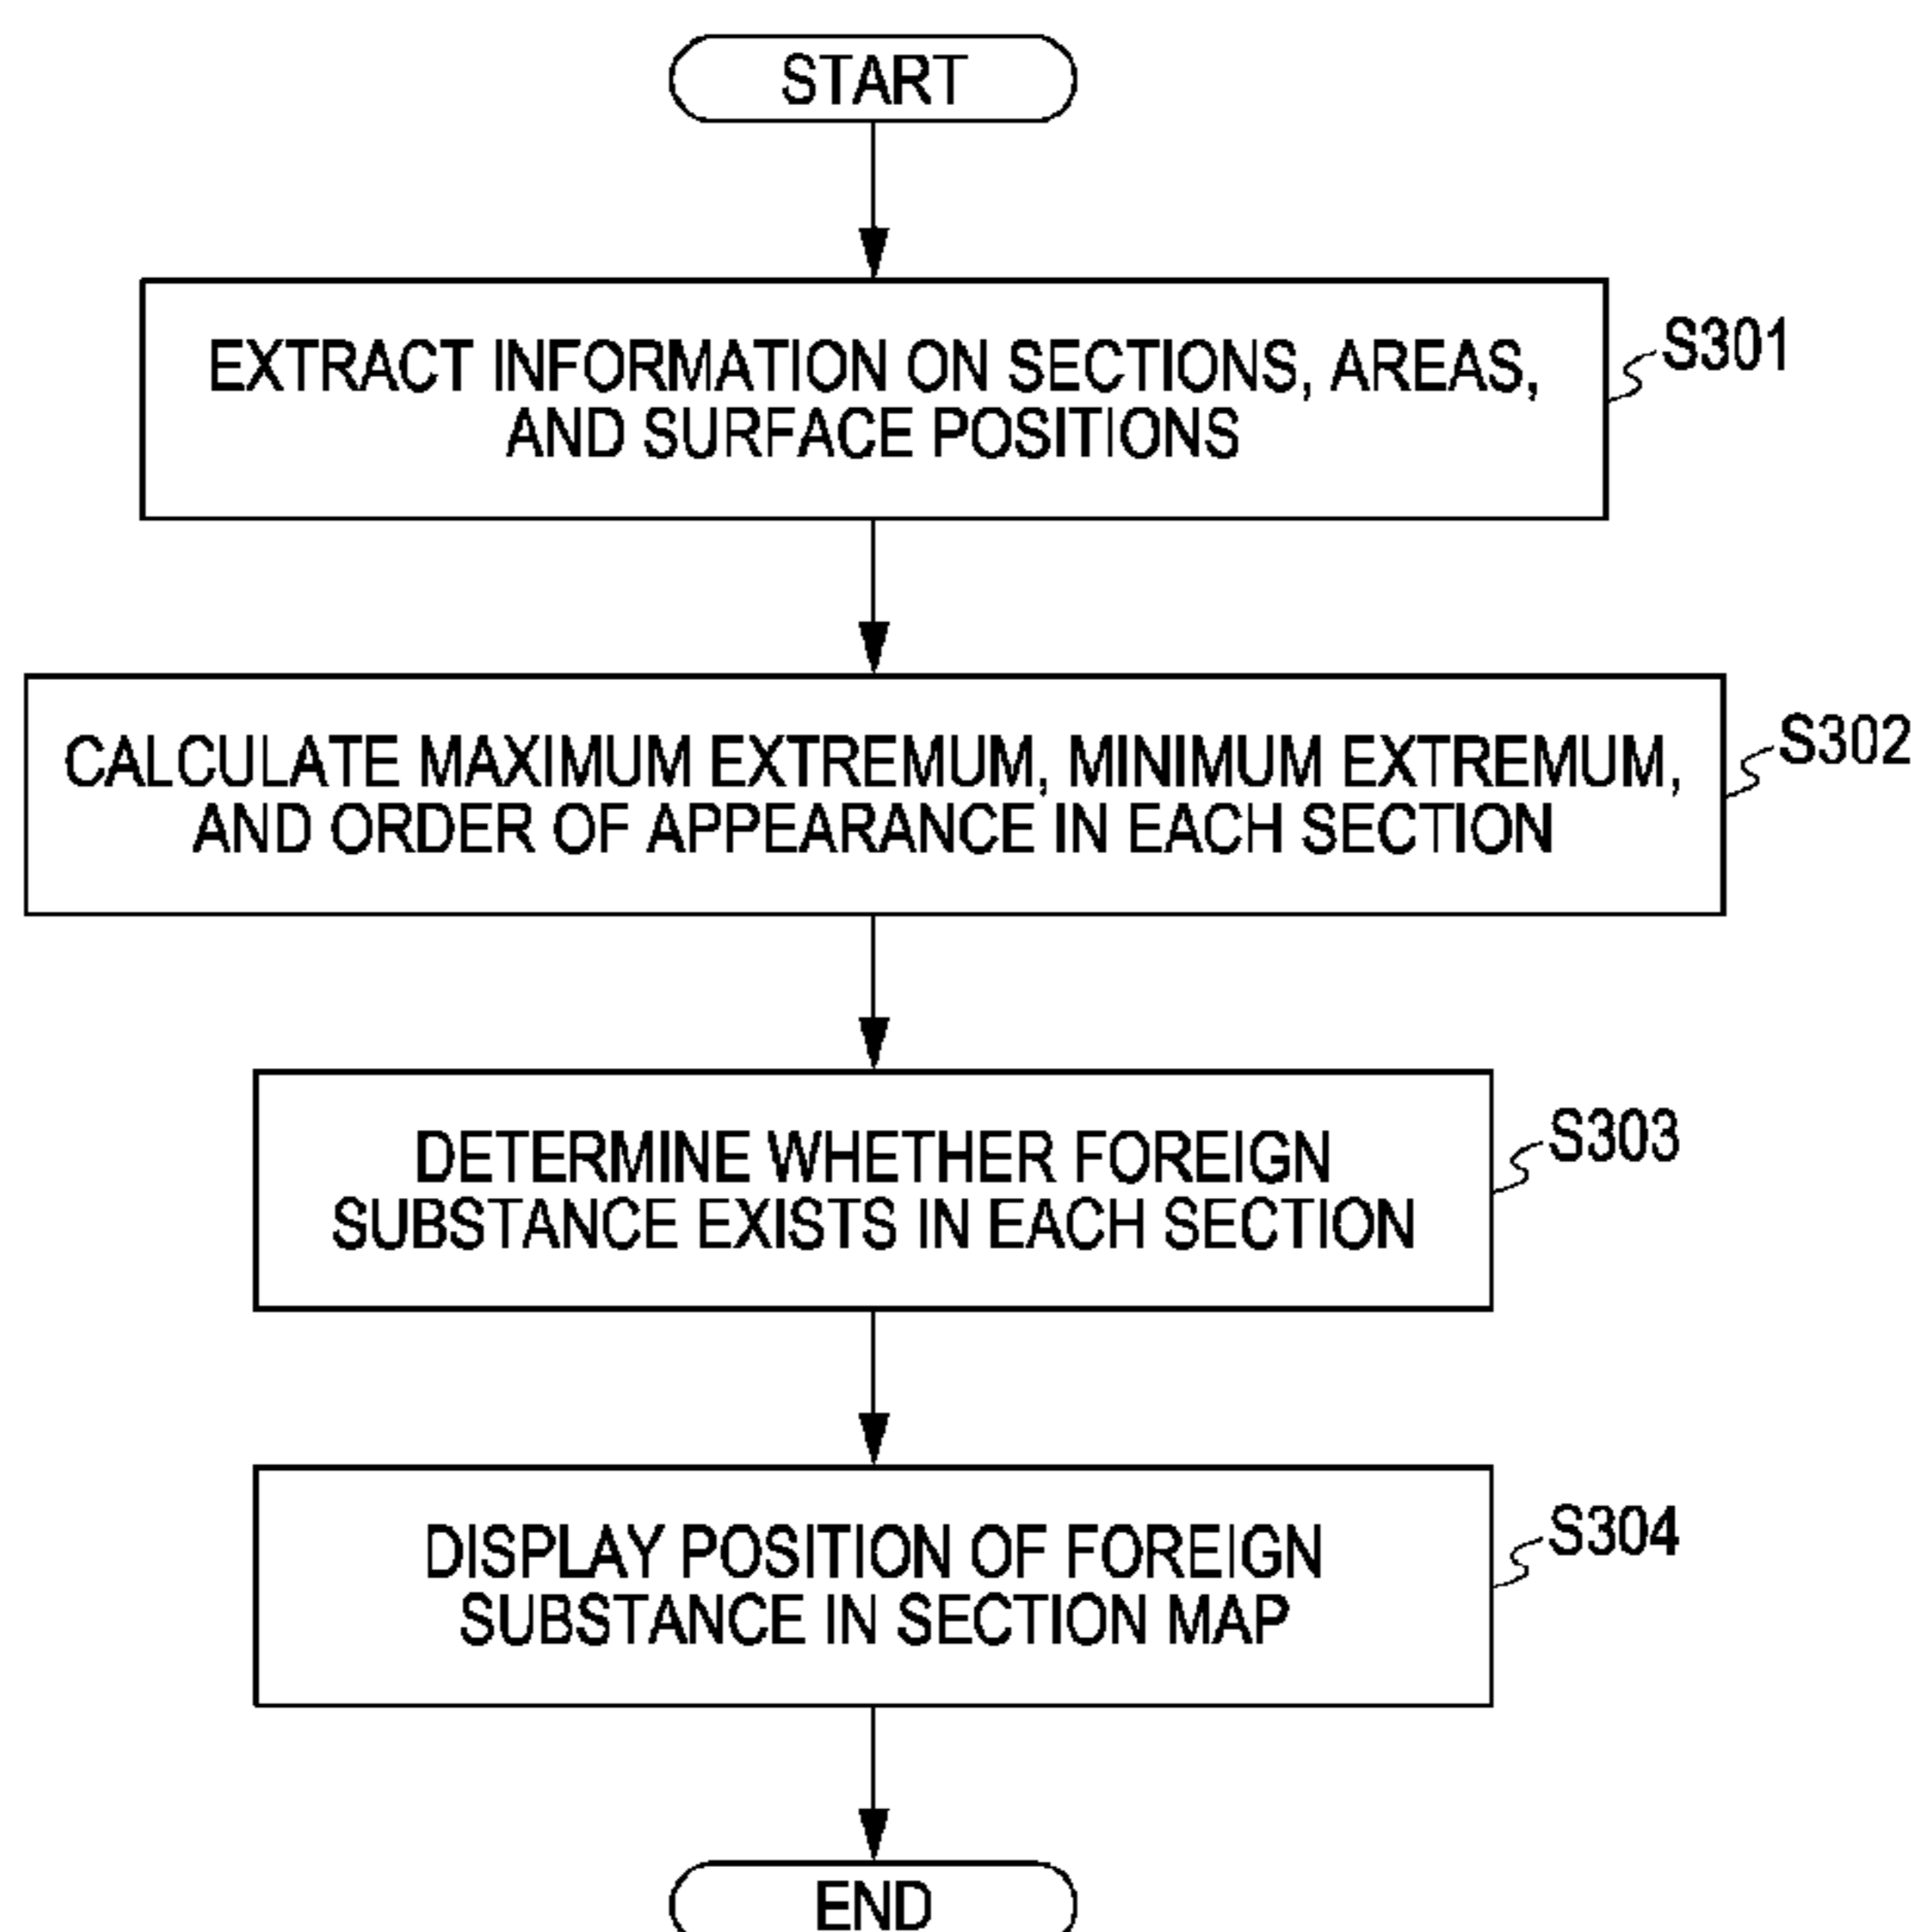 START
EXTRACT INFORMATION ON SECTIONS, AREAS,
AND SURFACE POSITIONS
S301
CALCULATE MAXIMUM EXTREMUM, MINIMUM EXTREMUM,
AND ORDER OF APPEARANCE IN EACH SECTION
S302
DETERMINE WHETHER FOREIGN
SUBSTANCE EXISTS IN EACH SECTION
S303
DISPLAY POSITION OF FOREIGN
SUBSTANCE IN SECTION MAP
S304
END